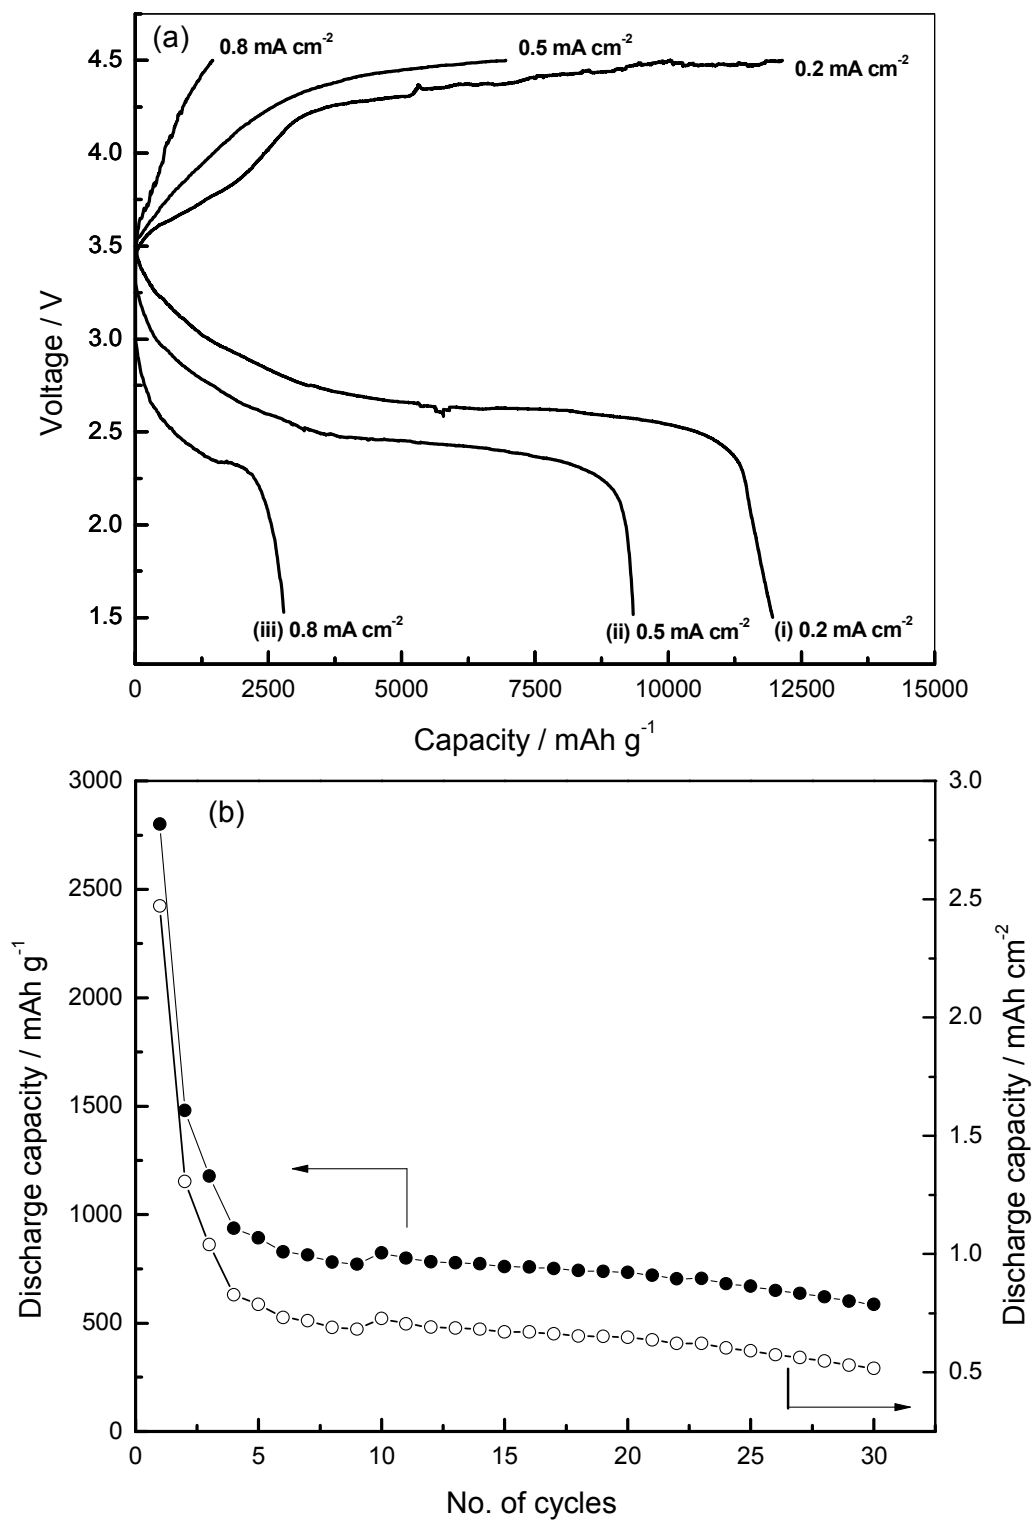 (a)
0.8 mA cm-2
0.5 mA cm-2
0.2 mA cm-2
4.5
4.0
3.5
3.0
2.5
2.0
1.5
Voltage / V
(iii) 0.8 mA cm-2
(ii) 0.5 mA cm-2
(i) 0.2 mA cm-2
0 2500 5000 7500 10000 12500 15000
Capacity / mAh g-1
(b)
3000
2500
2000
1500
1000
500
0
Discharge capacity / mAh g-1
3.0
2.5
2.0
1.5
1.0
0.5
Discharge capacity / mAh cm-2
0 5 10 15 20 25 30
No. of cycles